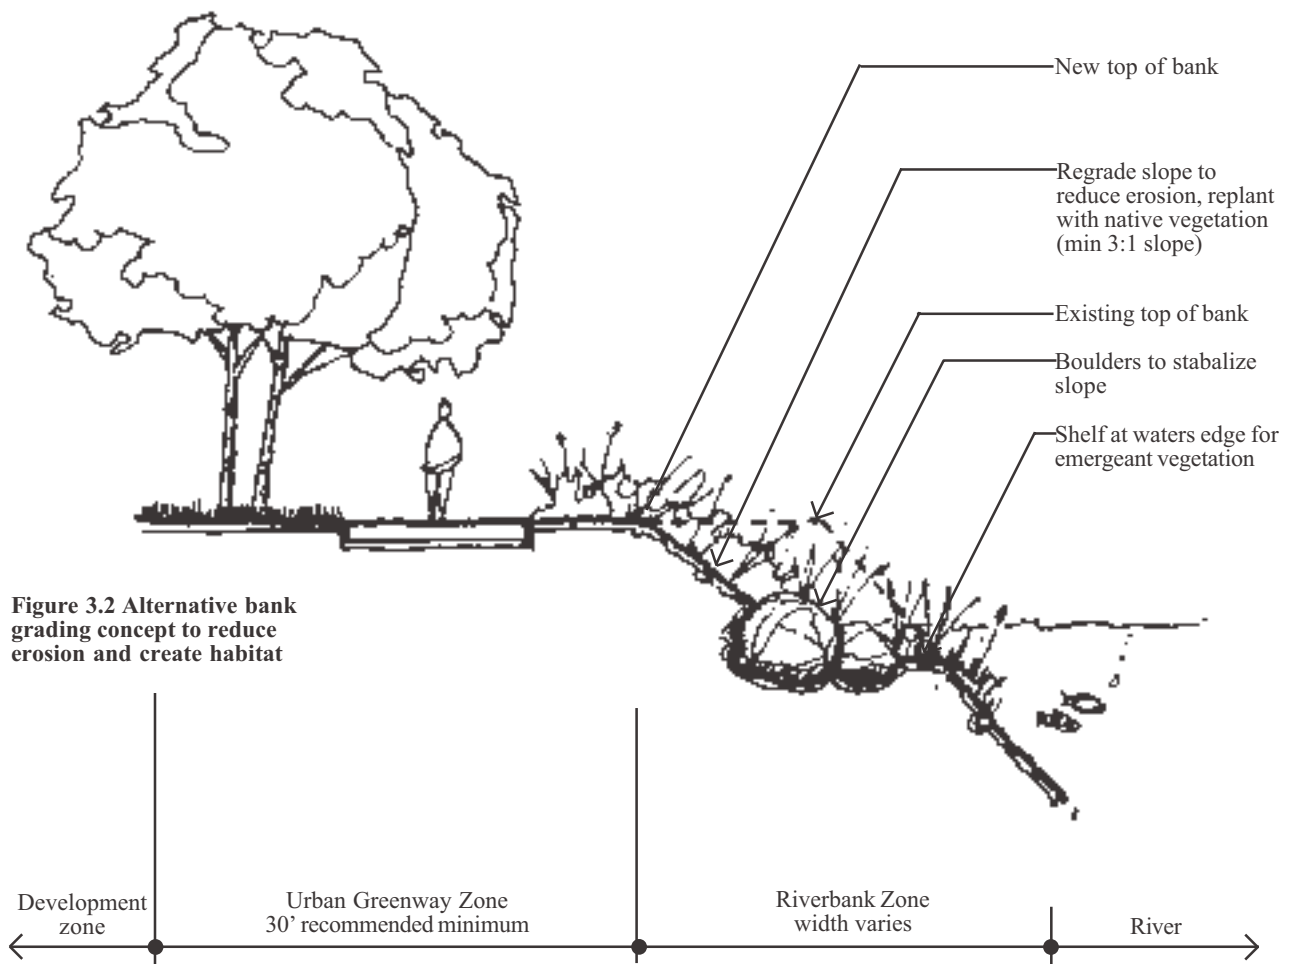 New top of bank
Regrade slope to
reduce erosion, replant
with native vegetation
(min 3:1 slope)
Existing top of bank
Boulders to stabalize
slope
Shelf at waters edge for
emergeant vegetation
Figure 3.2 Alternative bank
grading concept to reduce
erosion and create habitat
Development
zone
Urban Greenway Zone
30’ recommended minimum
Riverbank Zone
width varies
River